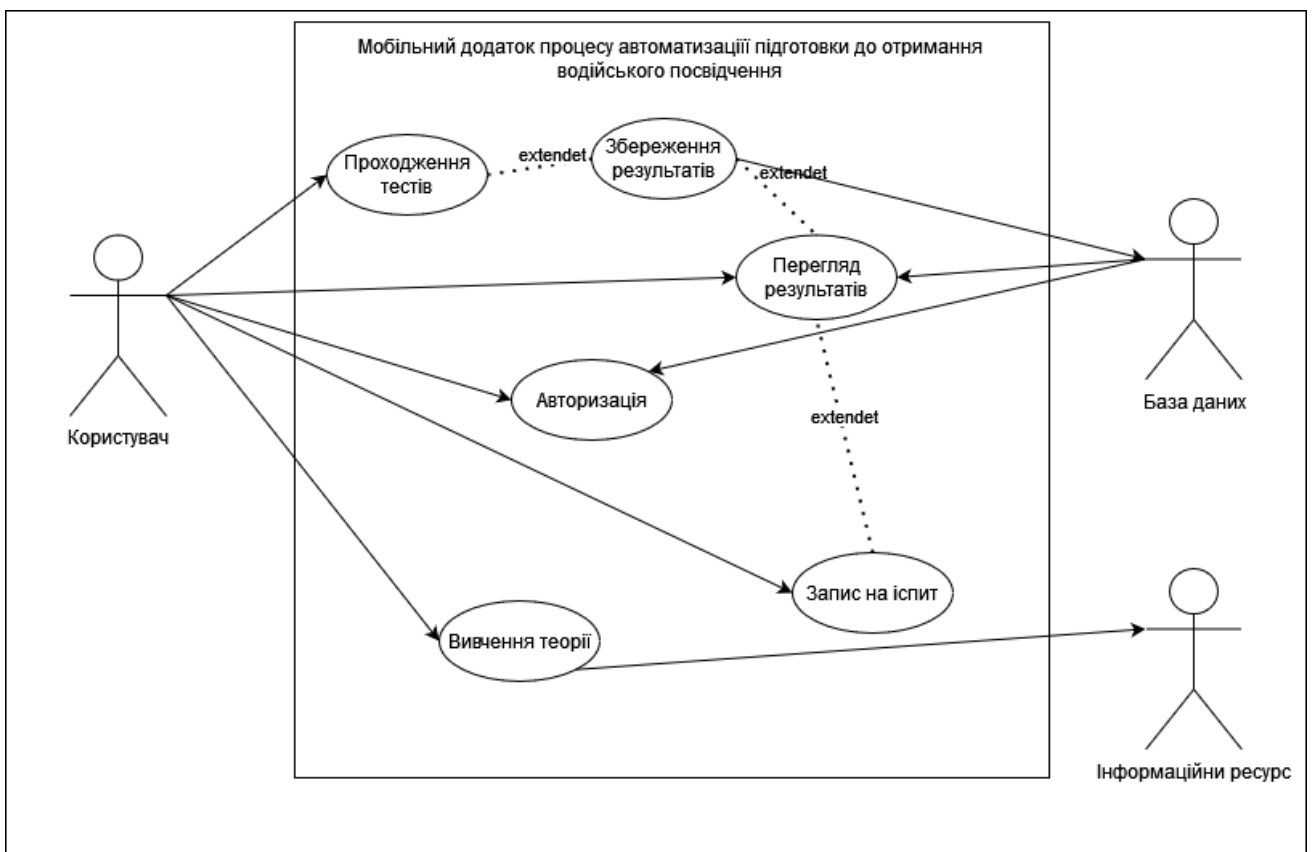 Мобільний додаток процесу автоматизаціїї підготовки до отримання
водійського посвідчення
Проходження
тестів
extendet
Збереження
результатів
extendet
Перегляд
результатів
Авторизація
extendet
Користувач
База даних
Запис на іспит
Вивчення теорії
Інформаційни ресурс